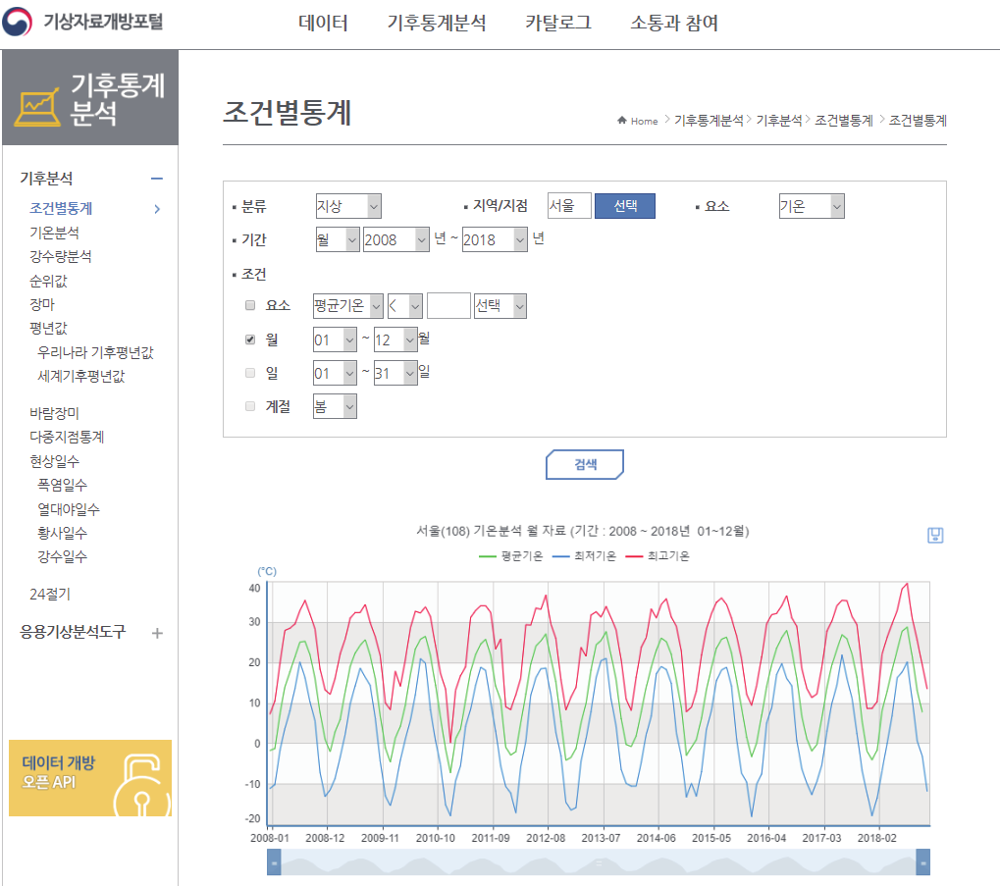 기상자료개방포털
데이터 기후통계분석 카탈로그 소통과 참여
기후통계
분석
조건별통계
Home > 기후통계분석 > 기후분석 > 조건별통계 > 조건별통계
기후분석
조건별통계
기온분석
강수량분석
순위값
장마
평년값
우리나라 기후평년값
세계기후평년값
바람장미
다중지점통계
현상일수
폭염일수
열대야일수
황사일수
강수일수
24절기
응용기상분석도구 +
데이터 개방
오픈 API
분류 지상 지역/지점 서울 선택 요소 기온
기간 월 2008 년 ~ 2018 년
조건
요소 평균기온 < 선택
월 01 ~ 12 월
일 01 ~ 31 일
계절 봄
검색
서울(108) 기온분석 월 자료 (기간 : 2008 ~ 2018년 01~12월)
평균기온 최저기온 최고기온
(°C)
40
30
20
10
0
-10
-20
2008-01 2008-12 2009-11 2010-10 2011-09 2012-08 2013-07 2014-06 2015-05 2016-04 2017-03 2018-02